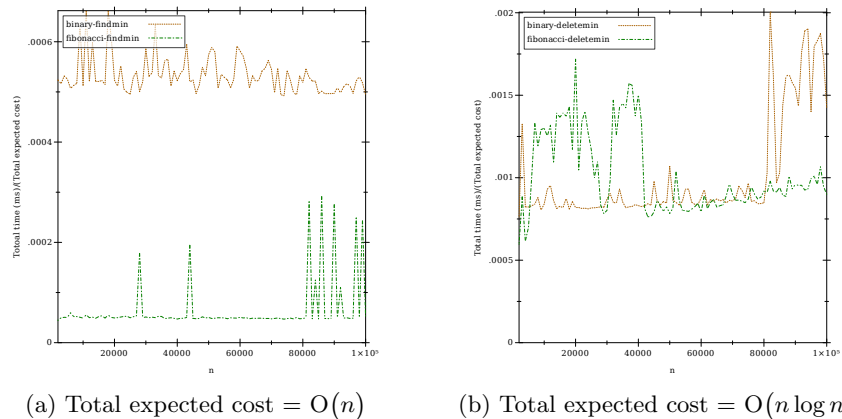 .0006
.0004
.0002
0
20000
40000
60000
80000
1×10⁵
n
Totoal time (ms)/(Total expected cost)
binary-findmin
fibonacci-findmin
(a) Total expected cost = O(n)
.002
.0015
.001
.0005
0
20000
40000
60000
80000
1×10⁵
n
Total time (ms)/(Total expected cost)
binary-deletemin
fibonacci-deletemin
(b) Total expected cost = O(n log n